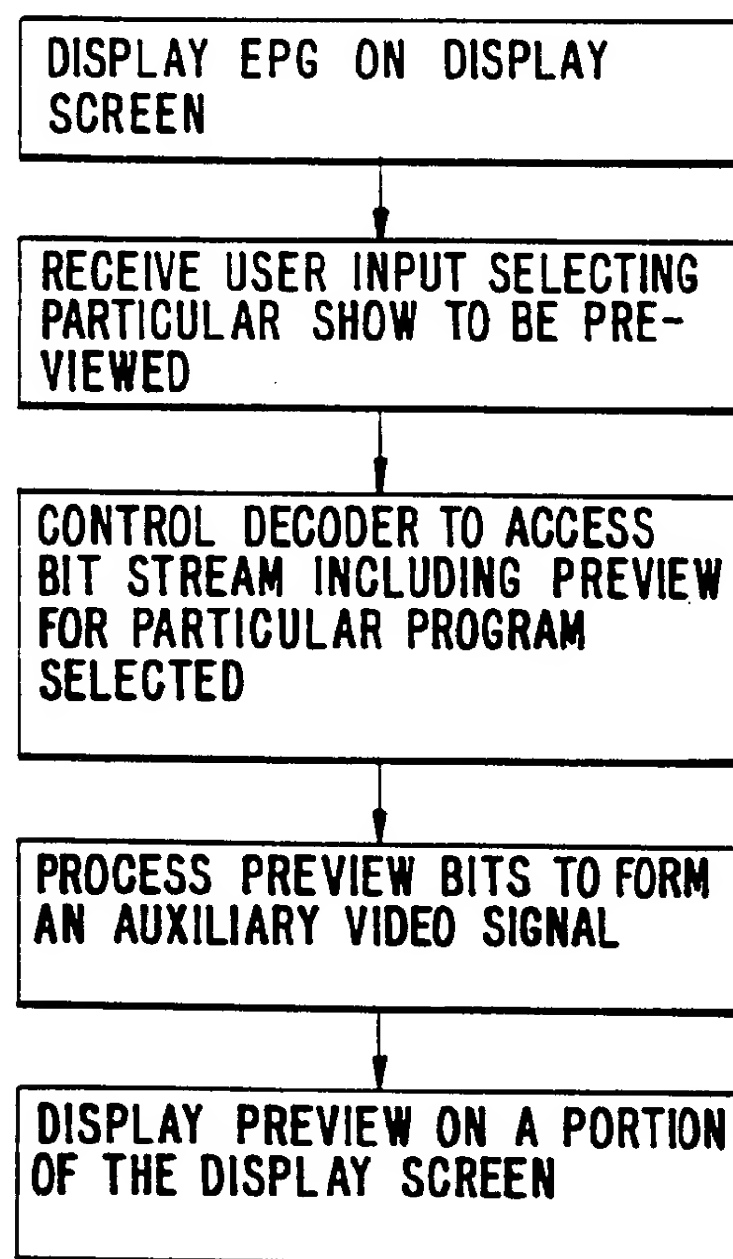 DISPLAY EPG ON DISPLAY
SCREEN
RECEIVE USER INPUT SELECTING
PARTICULAR SHOW TO BE PRE-
VIEWED
CONTROL DECODER TO ACCESS
BIT STREAM INCLUDING PREVIEW
FOR PARTICULAR PROGRAM
SELECTED
PROCESS PREVIEW BITS TO FORM
AN AUXILIARY VIDEO SIGNAL
DISPLAY PREVIEW ON A PORTION
OF THE DISPLAY SCREEN